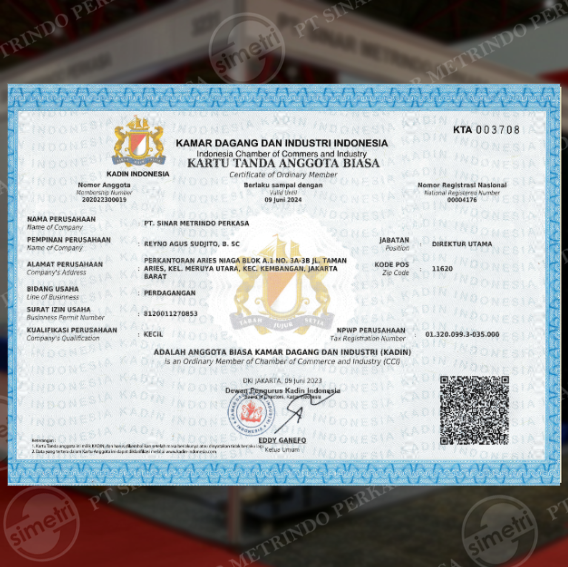 KTA 003708
KADIN INDONESIA
KAMAR DAGANG DAN INDUSTRI INDONESIA
Indonesia Chamber of Commers and Industry
KARTU TANDA ANGGOTA BIASA
Certificate of Ordinary Member
Nomor Anggota
Membership Number
202022300019
Berlaku sampai dengan
Valid Until
09 Juni 2024
Nomor Registrasi Nasional
National Registered Number
00004176
NAMA PERUSAHAAN
Name of Company
: PT. SINAR METRINDO PERKASA
PEMPINAN PERUSAHAAN
Name of Company
: REYNO AGUS SUDJITO, B. SC
JABATAN
Position
: DIREKTUR UTAMA
ALAMAT PERUSAHAAN
Company's Address
: PERKANTORAN ARIES NIAGA BLOK A.1 NO. 3A-3B JL. TAMAN
ARIES, KEL. MERUYA UTARA, KEC. KEMBANGAN, JAKARTA
BARAT
KODE POS
Zip Code
: 11620
BIDANG USAHA
Line of Businness
: PERDAGANGAN
SURAT IZIN USAHA
Businness Permit Number
: 8120011270853
KUALIFIKASI PERUSAHAAN
Company's Qualification
: KECIL
NPWP PERUSAHAAN
Tax Registration Number
: 01.320.099.3-035.000
ADALAH ANGGOTA BIASA KAMAR DAGANG DAN INDUSTRI (KADIN)
is an Ordinary Member of Chamber of Commerce and Industry (CCI)
DKI JAKARTA, 09 Juni 2023
Dewan Pengurus Kadin Indonesia
EDDY GANEFO
Ketua Umum
simetri
PT SINAR METRINDO PERKASA